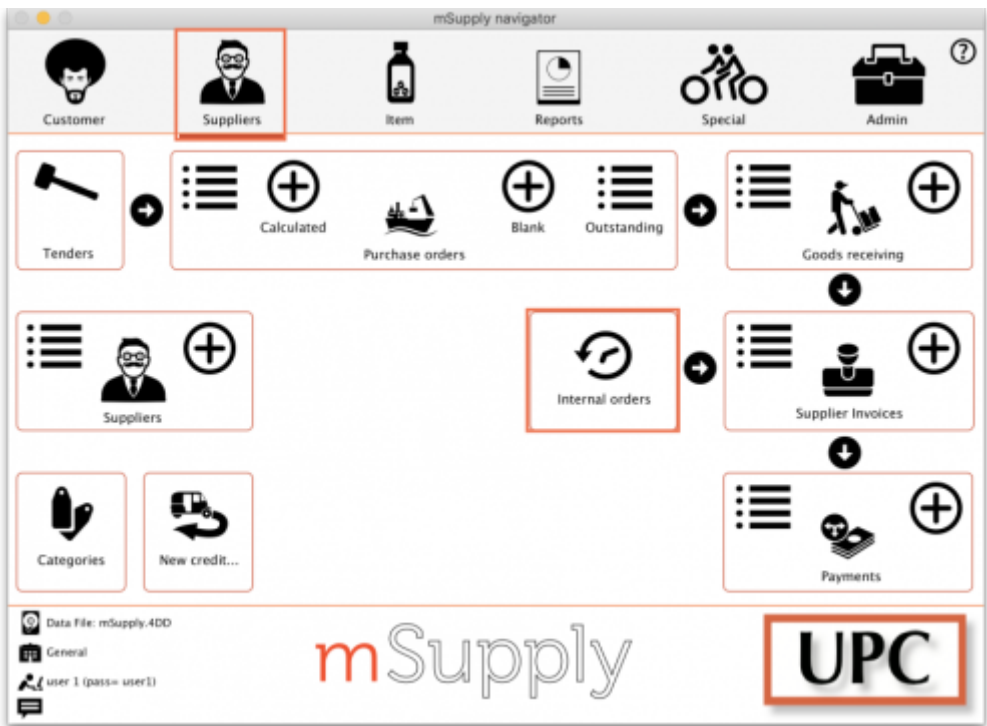 mSupply navigator
?
Customer
Suppliers
Item
Reports
Special
Admin
Tenders
Calculated
Purchase orders
Blank
Outstanding
Goods receiving
Suppliers
Internal orders
Supplier Invoices
Categories
New credit...
Payments
Data File: mSupply.4DD
General
user 1 (pass= user1)
mSupply
UPC